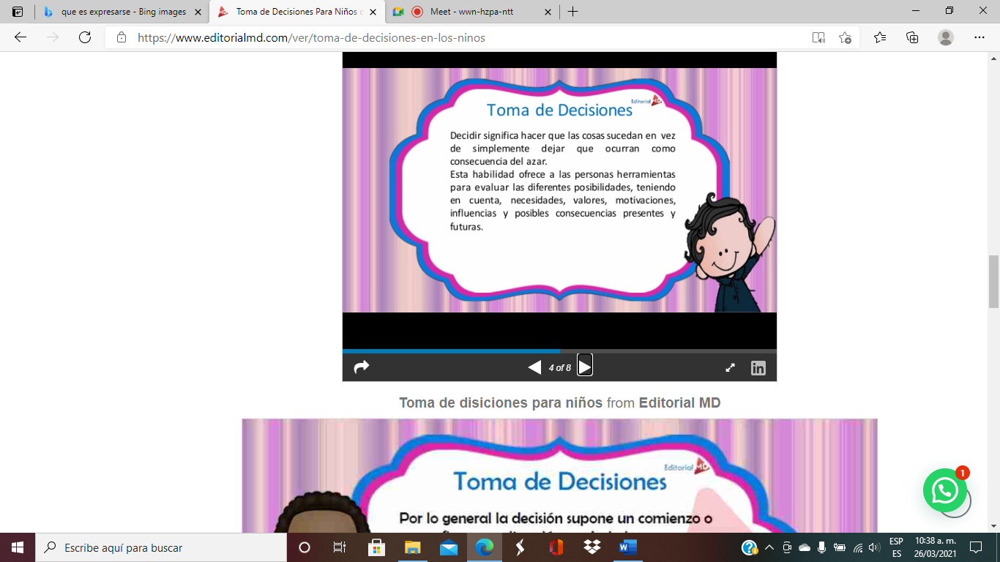 que es expresarse - Bing images
Toma de Decisiones Para Niños
Meet - wwn-hzpa-ntt
https://www.editorialmd.com/ver/toma-de-decisiones-en-los-ninos
Editorial MD
Toma de Decisiones
Decidir significa hacer que las cosas sucedan en vez
de simplemente dejar que ocurran como
consecuencia del azar.
Esta habilidad ofrece a las personas herramientas
para evaluar las diferentes posibilidades, teniendo
en cuenta, necesidades, valores, motivaciones,
influencias y posibles consecuencias presentes y
futuras.
4 of 8
in
Toma de disiciones para niños from Editorial MD
Editorial MD
Toma de Decisiones
Por lo general la decisión supone un comienzo o
1
Escribe aquí para buscar
ESP
ES
10:38 a. m.
26/03/2021